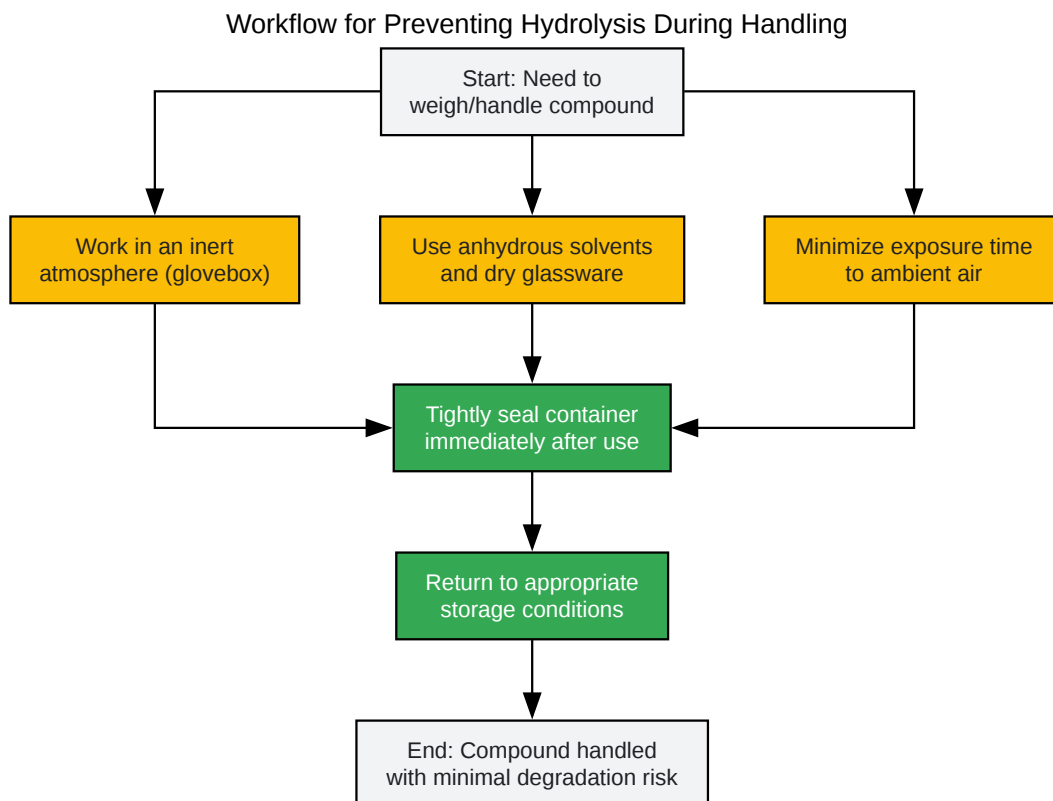 Workflow for Preventing Hydrolysis During Handling
Start: Need to
weigh/handle compound
Work in an inert
atmosphere (glovebox)
Use anhydrous solvents
and dry glassware
Minimize exposure time
to ambient air
Tightly seal container
immediately after use
Return to appropriate
storage conditions
End: Compound handled
with minimal degradation risk